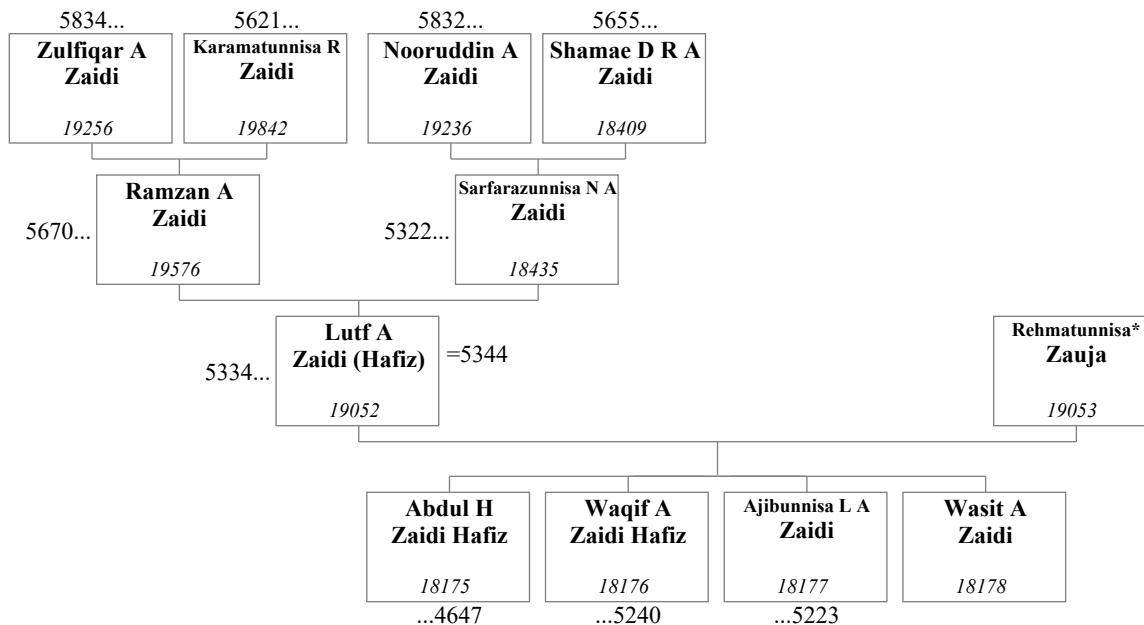 5834...
5621...
5832...
5655...
Zulfiqar A
Zaidi
19256
Karamatunnisa R
Zaidi
19842
Nooruddin A
Zaidi
19236
Shamae D R A
Zaidi
18409
5670...
Ramzan A
Zaidi
19576
5322...
Sarfarazunnisa N A
Zaidi
18435
5334...
Lutf A
Zaidi (Hafiz)
19052
=5344
Rehmatunnisa*
Zauja
19053
Abdul H
Zaidi Hafiz
18175
Waqif A
Zaidi Hafiz
18176
Ajibunnisa L A
Zaidi
18177
Wasit A
Zaidi
18178
...4647
...5240
...5223